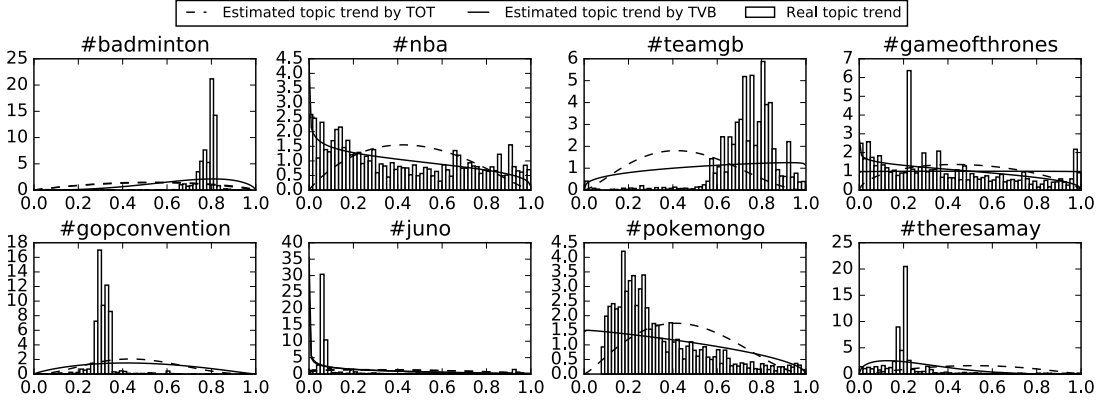 Estimated topic trend by TOT Estimated topic trend by TVB Real topic trend
#badminton #nba #teamgb #gameofthrones
25 20 15 10 5 0
0.0 0.2 0.4 0.6 0.8 1.0
4.5 4.0 3.5 3.0 2.5 2.0 1.5 1.0 0.5 0.0
0.0 0.2 0.4 0.6 0.8 1.0
6 5 4 3 2 1 0
0.0 0.2 0.4 0.6 0.8 1.0
7 6 5 4 3 2 1 0
0.0 0.2 0.4 0.6 0.8 1.0
#gopconvention #juno #pokemongo #theresamay
18 16 14 12 10 8 6 4 2 0
0.0 0.2 0.4 0.6 0.8 1.0
40 35 30 25 20 15 10 5 0
0.0 0.2 0.4 0.6 0.8 1.0
4.5 4.0 3.5 3.0 2.5 2.0 1.5 1.0 0.5 0.0
0.0 0.2 0.4 0.6 0.8 1.0
25 20 15 10 5 0
0.0 0.2 0.4 0.6 0.8 1.0